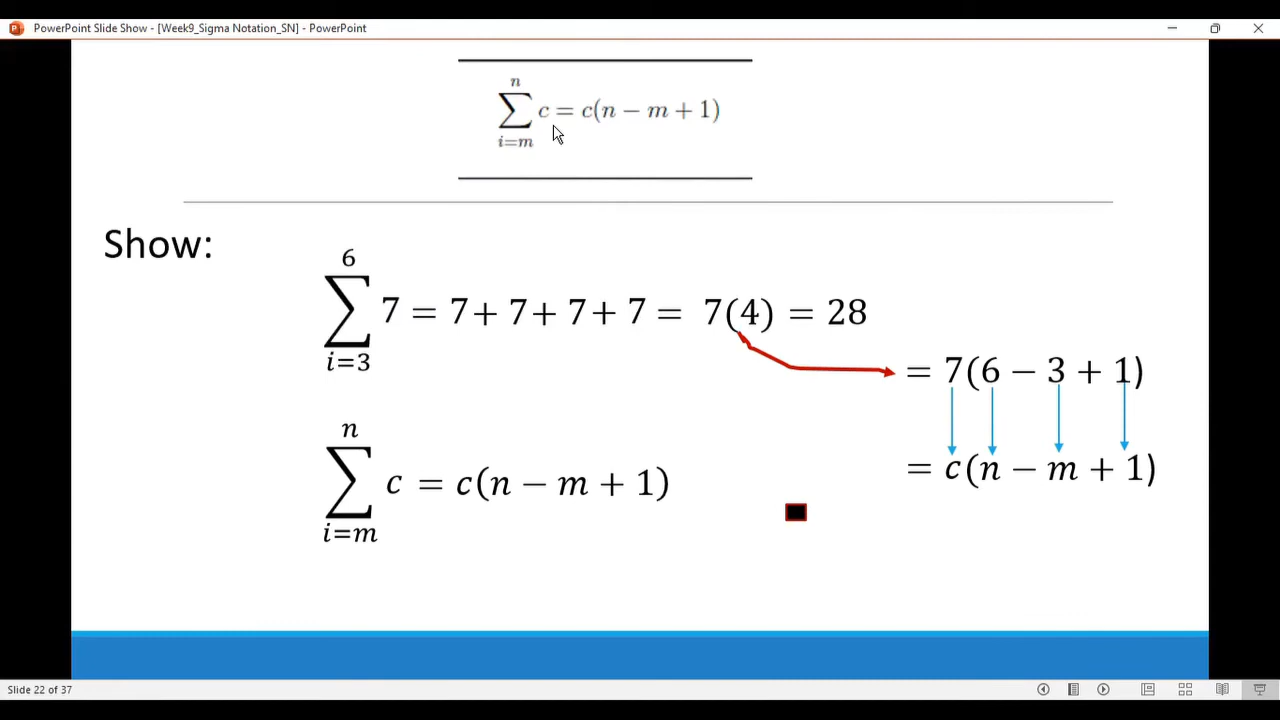 PowerPoint Slide Show - [Week9_Sigma Notation_SN] - PowerPoint
n
∑ c = c(n − m + 1)
i=m
Show:
6
∑ 7 = 7 + 7 + 7 + 7 = 7(4) = 28
i=3
= 7(6 − 3 + 1)
n
∑ c = c(n − m + 1)
i=m
= c(n − m + 1)
Slide 22 of 37